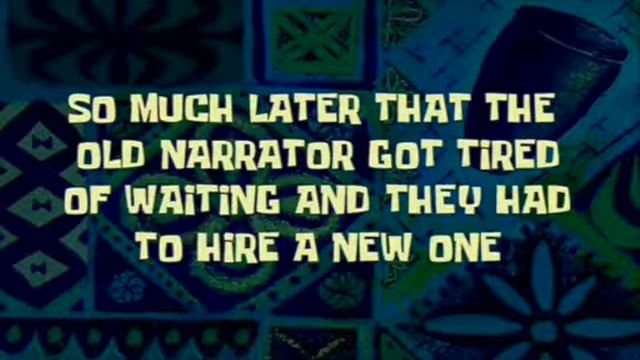 SO MUCH LATER THAT THE
OLD NARRATOR GOT TiRED
OF WAiTiNG AND THEY HAD
TO HiRE A NEW ONE